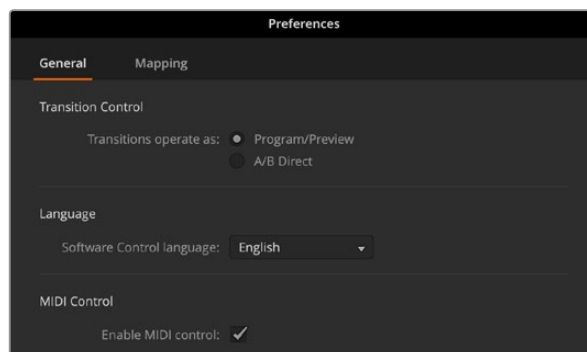 Preferences
General Mapping
Transition Control
Transitions operate as: Program/Preview
A/B Direct
Language
Software Control language: English
MIDI Control
Enable MIDI control: